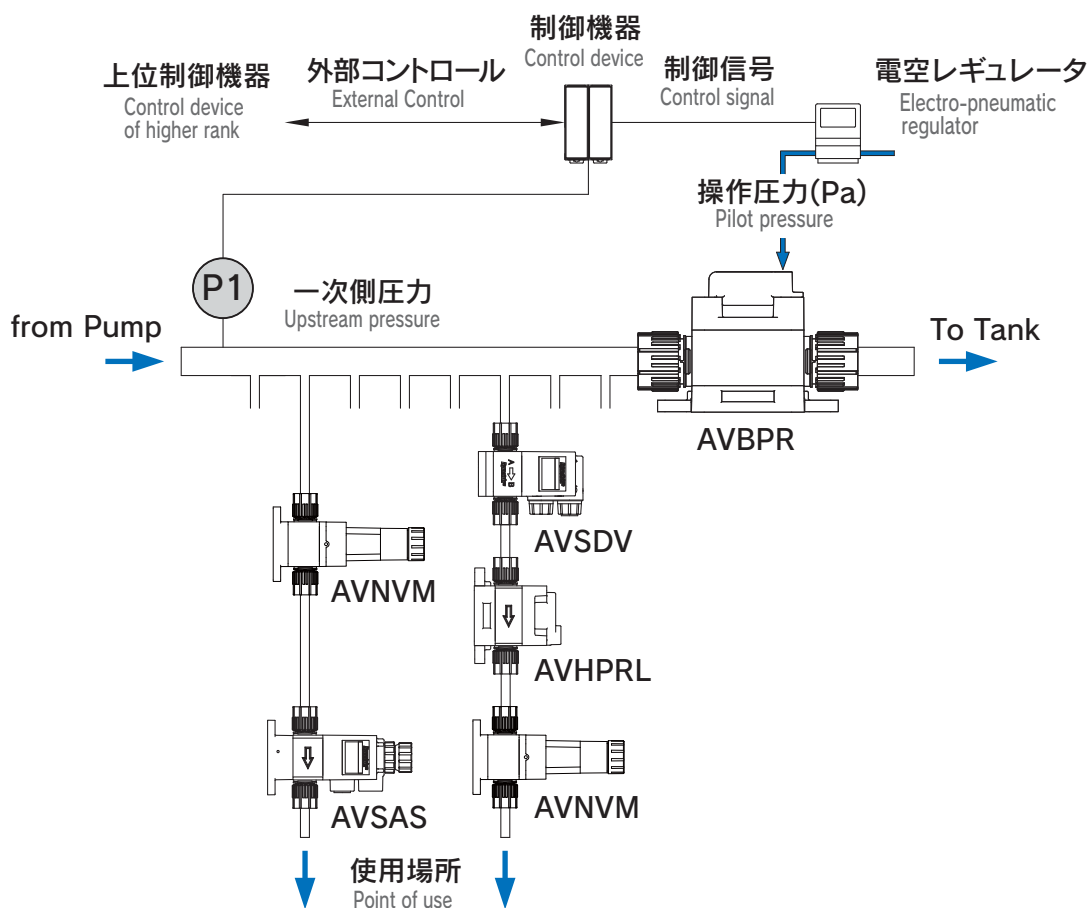 制御機器
Control device
上位制御機器
Control device
of higher rank
外部コントロール
External Control
制御信号
Control signal
電空レギュレータ
Electro-pneumatic
regulator
操作圧力(Pa)
Pilot pressure
P1
一次側圧力
Upstream pressure
from Pump
To Tank
AVBPR
A⇨B
AVSDV
AVNVM
AVHPRL
AVSAS
AVNVM
使用場所
Point of use